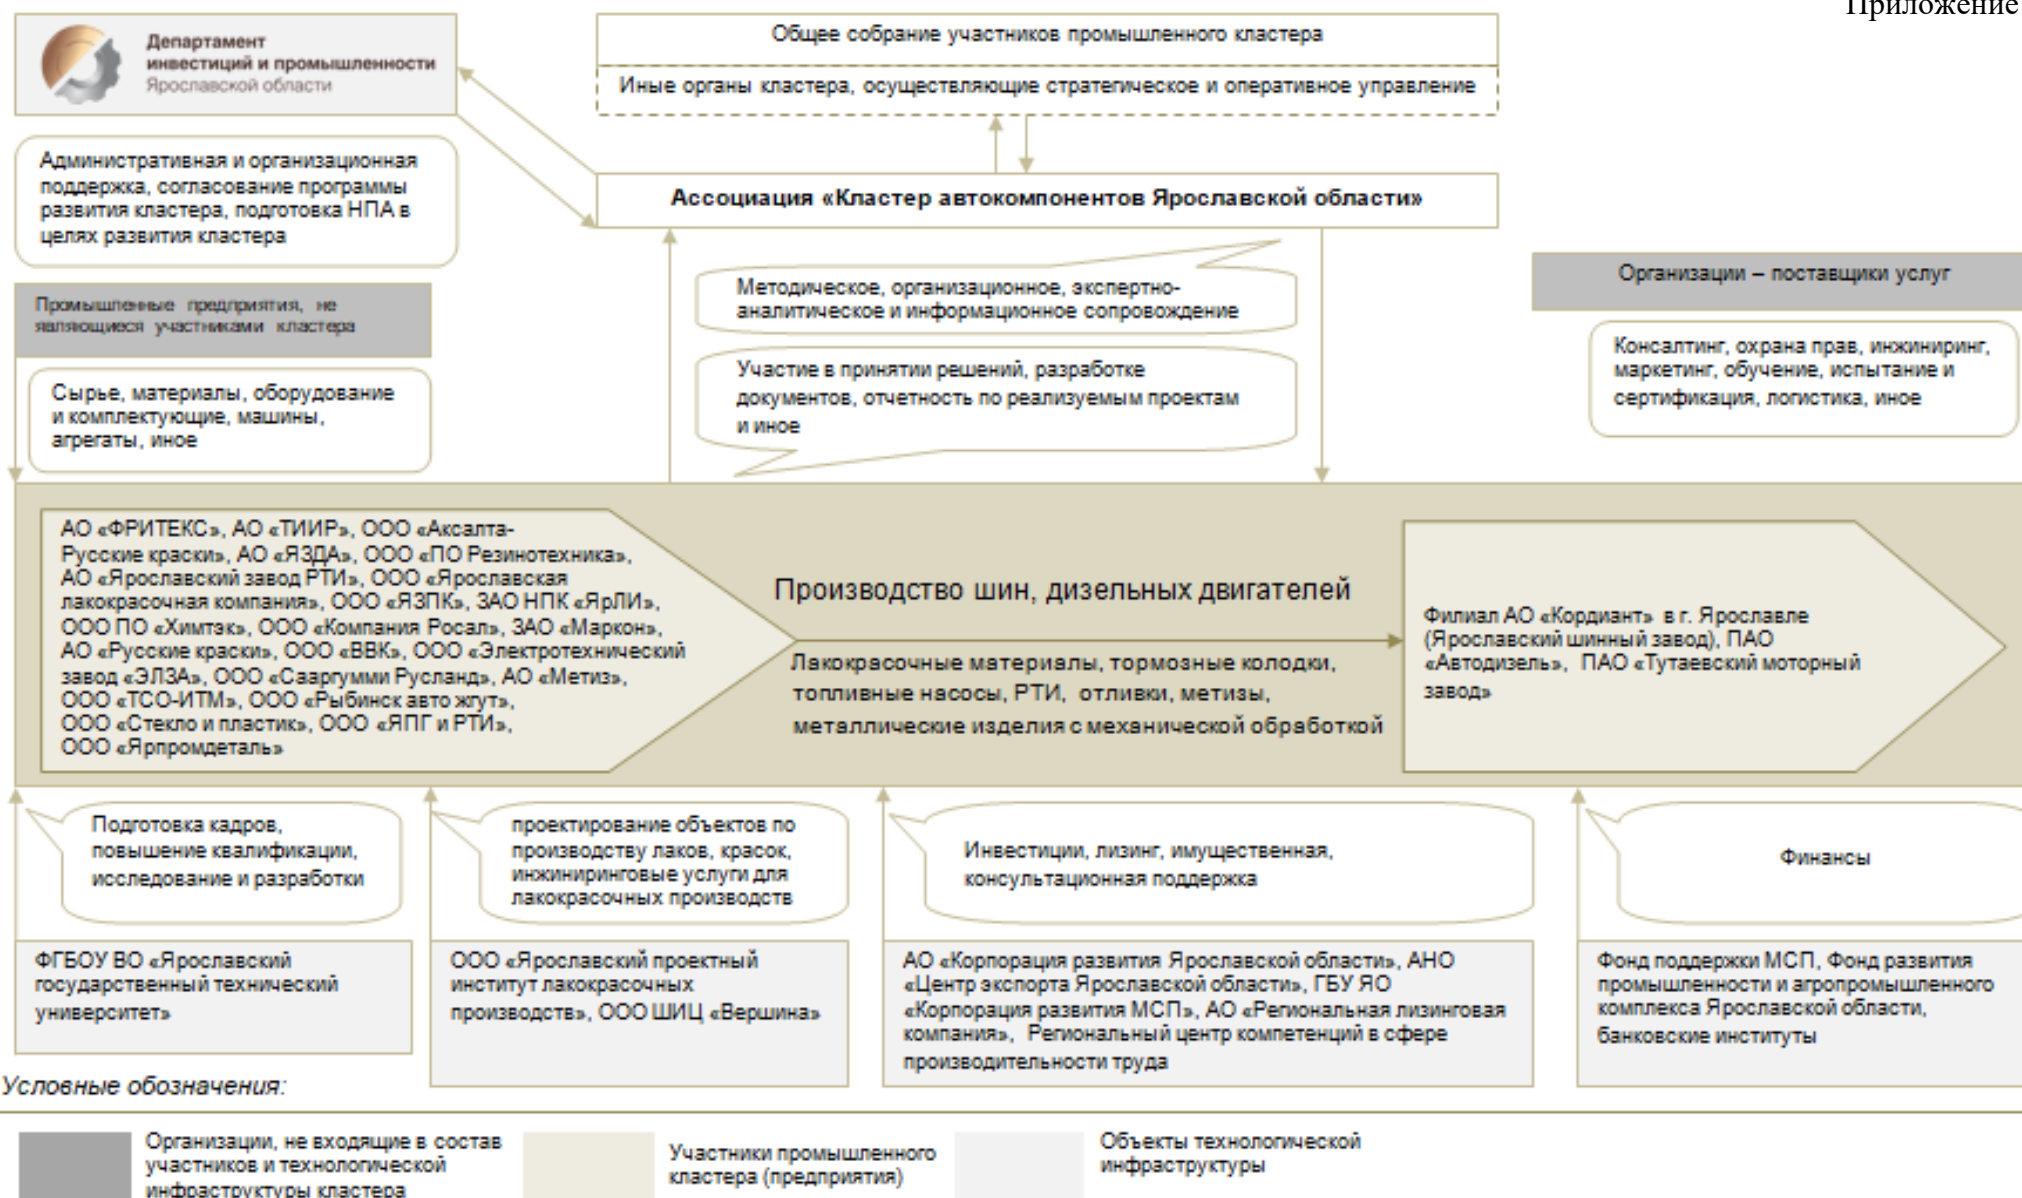 Приложение
Департамент
инвестиций и промышленности
Ярославской области
Общее собрание участников промышленного кластера
Иные органы кластера, осуществляющие стратегическое и оперативное управление
Административная и организационная
поддержка, согласование программы
развития кластера, подготовка НПА в
целях развития кластера
Ассоциация «Кластер автокомпонентов Ярославской области»
Промышленные предприятия, не
являющиеся участниками кластера
Сырье, материалы, оборудование
и комплектующие, машины,
агрегаты, иное
Методическое, организационное, экспертно-
аналитическое и информационное сопровождение
Участие в принятии решений, разработке
документов, отчетность по реализуемым проектам
и иное
Организации – поставщики услуг
Консалтинг, охрана прав, инжиниринг,
маркетинг, обучение, испытание и
сертификация, логистика, иное
АО «ФРИТЕКС», АО «ТИИР», ООО «Аксалта-
Русские краски», АО «ЯЗДА», ООО «ПО Резинотехника»,
АО «Ярославский завод РТИ», ООО «Ярославская
лакокрасочная компания», ООО «ЯЗПК», ЗАО НПК «ЯрЛИ»,
ООО ПО «Химтэк», ООО «Компания Росал», ЗАО «Маркон»,
АО «Русские краски», ООО «ВВК», ООО «Электротехнический
завод «ЭЛЗА», ООО «Сааргумми Русланд», АО «Метиз»,
ООО «ТСО-ИТМ», ООО «Рыбинск авто жгут»,
ООО «Стекло и пластик», ООО «ЯПГ и РТИ»,
ООО «Ярпромдеталь»
Производство шин, дизельных двигателей
Лакокрасочные материалы, тормозные колодки,
топливные насосы, РТИ, отливки, метизы,
металлические изделия с механической обработкой
Филиал АО «Кордиант» в г. Ярославле
(Ярославский шинный завод), ПАО
«Автодизель», ПАО «Тутаевский моторный
завод»
Подготовка кадров,
повышение квалификации,
исследование и разработки
проектирование объектов по
производству лаков, красок,
инжиниринговые услуги для
лакокрасочных производств
Инвестиции, лизинг, имущественная,
консультационная поддержка
Финансы
ФГБОУ ВО «Ярославский
государственный технический
университет»
ООО «Ярославский проектный
институт лакокрасочных
производств», ООО ШИЦ «Вершина»
АО «Корпорация развития Ярославской области», АНО
«Центр экспорта Ярославской области», ГБУ ЯО
«Корпорация развития МСП», АО «Региональная лизинговая
компания», Региональный центр компетенций в сфере
производительности труда
Фонд поддержки МСП, Фонд развития
промышленности и агропромышленного
комплекса Ярославской области,
банковские институты
Условные обозначения:
Организации, не входящие в состав
участников и технологической
инфраструктуры кластера
Участники промышленного
кластера (предприятия)
Объекты технологической
инфраструктуры